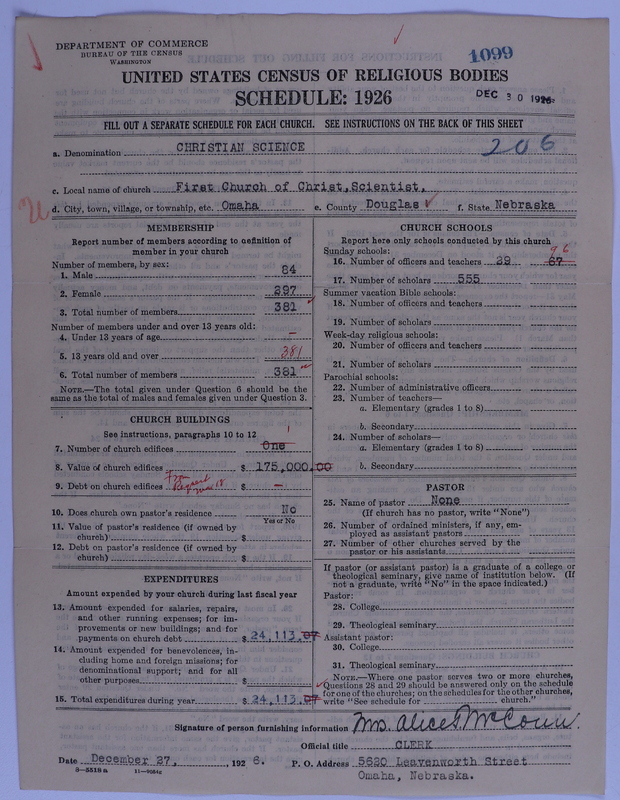 DEPARTMENT OF COMMERCE
BUREAU OF THE CENSUS
WASHINGTON
1099
UNITED STATES CENSUS OF RELIGIOUS BODIES
SCHEDULE: 1926
DEC 30 1926
FILL OUT A SEPARATE SCHEDULE FOR EACH CHURCH. SEE INSTRUCTIONS ON THE BACK OF THIS SHEET
a. Denomination CHRISTIAN SCIENCE 206
c. Local name of church First Church of Christ, Scientist,
d. City, town, village, or township, etc. Omaha e. County Douglas f. State Nebraska
MEMBERSHIP
Report number of members according to definition of
member in your church
Number of members, by sex:
1. Male 84
2. Female 297
3. Total number of members 381
Number of members under and over 13 years old:
4. Under 13 years of age —
5. 13 years old and over 381
6. Total number of members 381
NOTE.—The total given under Question 6 should be the
same as the total of males and females given under Question 3.
CHURCH BUILDINGS
See instructions, paragraphs 10 to 12
7. Number of church edifices One 1
8. Value of church edifices $ 175,000.00
9. Debt on church edifices $ —
10. Does church own pastor's residence No
Yes or No
11. Value of pastor's residence (if owned by
church) $
12. Debt on pastor's residence (if owned by
church) $
EXPENDITURES
Amount expended by your church during last fiscal year
13. Amount expended for salaries, repairs,
and other running expenses; for im-
provements or new buildings; and for
payments on church debt $ 24,113.07
14. Amount expended for benevolences, in-
cluding home and foreign missions; for
denominational support; and for all
other purposes $
15. Total expenditures during year $ 24,113.07
CHURCH SCHOOLS
Report here only schools conducted by this church
Sunday schools:
16. Number of officers and teachers 39 67 96
17. Number of scholars 555
Summer vacation Bible schools:
18. Number of officers and teachers
19. Number of scholars
Week-day religious schools:
20. Number of officers and teachers
21. Number of scholars
Parochial schools:
22. Number of administrative officers
23. Number of teachers—
a. Elementary (grades 1 to 8)
b. Secondary
24. Number of scholars—
a. Elementary (grades 1 to 8)
b. Secondary
PASTOR
25. Name of pastor None
(If church has no pastor, write "None")
26. Number of ordained ministers, if any, em-
ployed as assistant pastors
27. Number of other churches served by the
pastor or his assistants
If pastor (or assistant pastor) is a graduate of a college or
theological seminary, give name of institution below. (If
not a graduate, write "No" in the space indicated.)
Pastor:
28. College
29. Theological seminary
Assistant pastor:
30. College
31. Theological seminary
NOTE.—Where one pastor serves two or more churches,
Questions 28 and 29 should be answered only on the schedule
for one of the churches; on the schedules for the other churches,
write "See schedule for church."
Signature of person furnishing information Mrs. Alice McCoun.
Official title CLERK
Date December 27, 1926. P. O. Address 5620 Leavenworth Street
8—5518a 11—9034c Omaha, Nebraska.